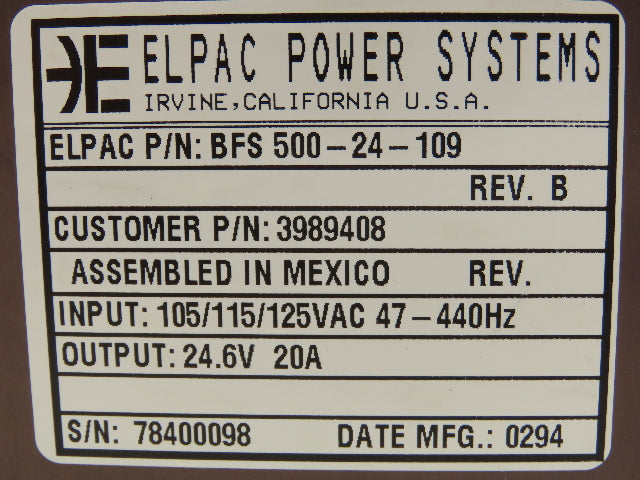 ELPAC POWER SYSTEMS
IRVINE, CALIFORNIA U.S.A.
ELPAC P/N: BFS 500-24-109
REV. B
CUSTOMER P/N: 3989408
ASSEMBLED IN MEXICO REV.
INPUT: 105/115/125VAC 47-440Hz
OUTPUT: 24.6V 20A
S/N: 78400098 DATE MFG.: 0294